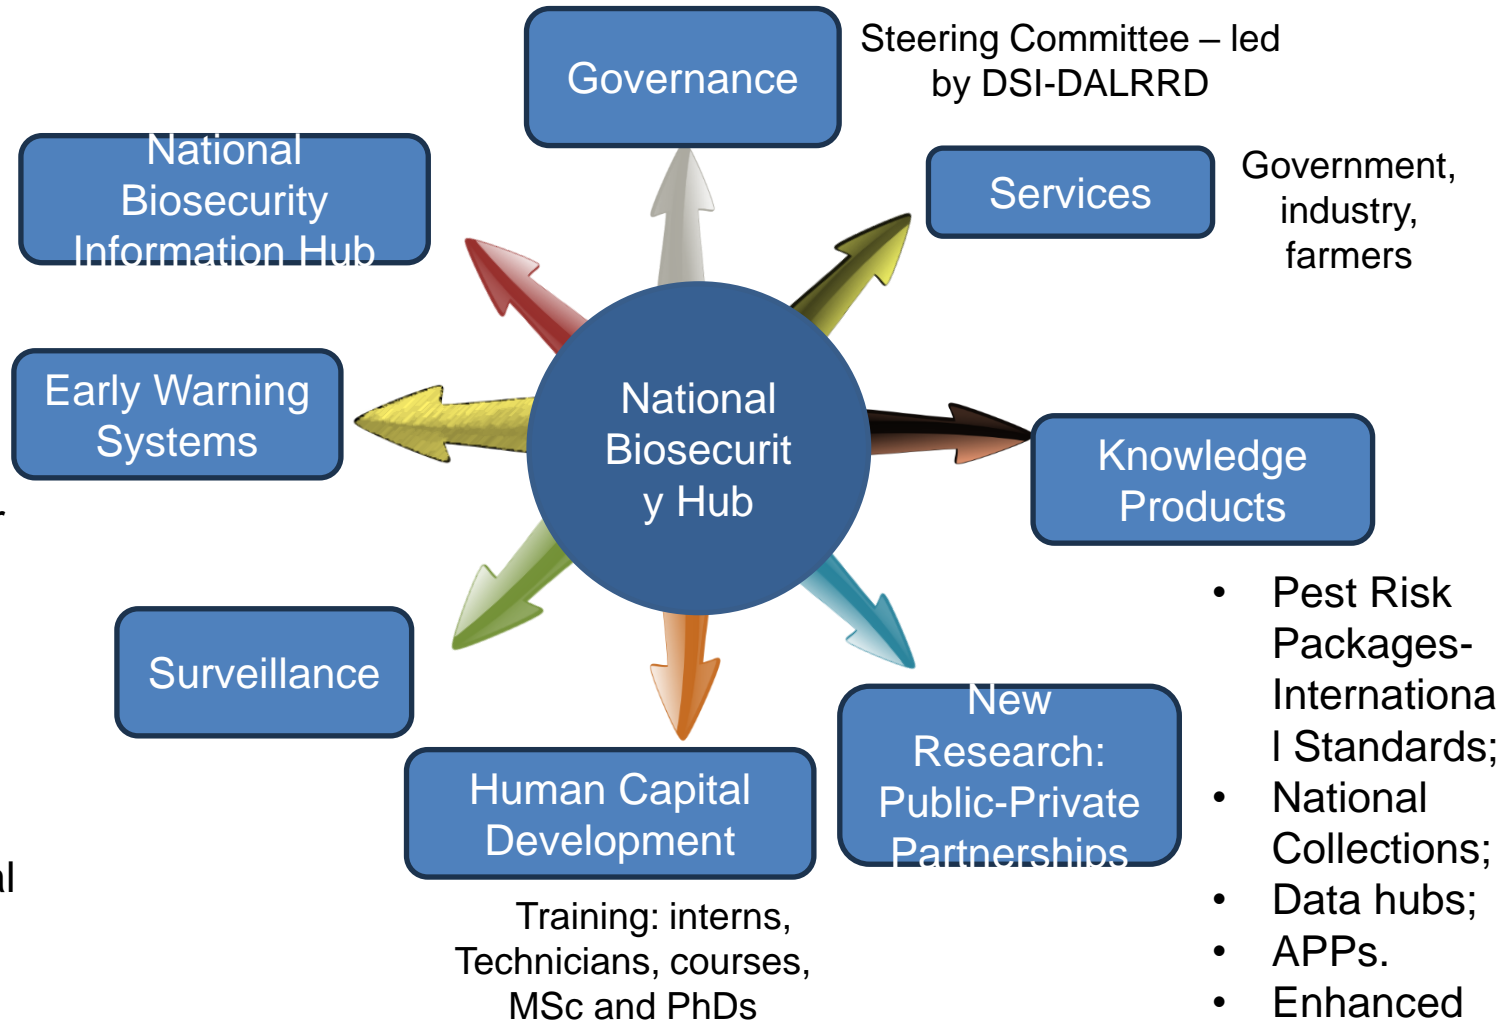 Governance
Steering Committee – led
by DSI-DALRRD
National
Biosecurity
Information Hub
Services
Government,
industry,
farmers
Early Warning
Systems
National
Biosecurit
y Hub
Knowledge
Products
Surveillance
Human Capital
Development
Training: interns,
Technicians, courses,
MSc and PhDs
New
Research:
Public-Private
Partnerships
• Pest Risk
Packages-
Internationa
l Standards;
• National
Collections;
• Data hubs;
• APPs.
• Enhanced